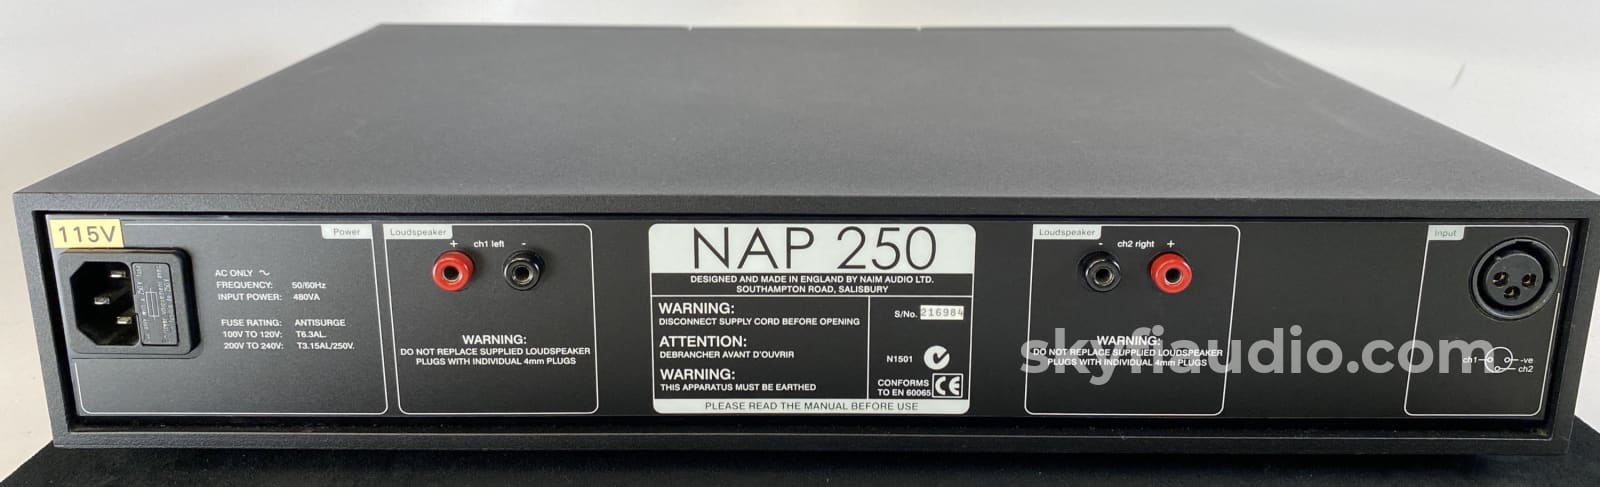 115V
Power
AC ONLY ~
FREQUENCY: 50/60Hz
INPUT POWER: 480VA
FUSE RATING: ANTISURGE
100V TO 120V: T6.3AL.
200V TO 240V: T3.15AL/250V.
Loudspeaker
+ ch1 left -
WARNING:
DO NOT REPLACE SUPPLIED LOUDSPEAKER
PLUGS WITH INDIVIDUAL 4mm PLUGS
NAP 250
DESIGNED AND MADE IN ENGLAND BY NAIM AUDIO LTD.
SOUTHAMPTON ROAD, SALISBURY
WARNING:
DISCONNECT SUPPLY CORD BEFORE OPENING
ATTENTION:
DEBRANCHER AVANT D'OUVRIR
WARNING:
THIS APPARATUS MUST BE EARTHED
S/No. 216984
N1501
CONFORMS
TO EN 60065 CE
PLEASE READ THE MANUAL BEFORE USE
Loudspeaker
- ch2 right +
WARNING:
DO NOT REPLACE SUPPLIED LOUDSPEAKER
PLUGS WITH INDIVIDUAL 4mm PLUGS
Input
ch1 -ve
ch2
skyfiaudio.com